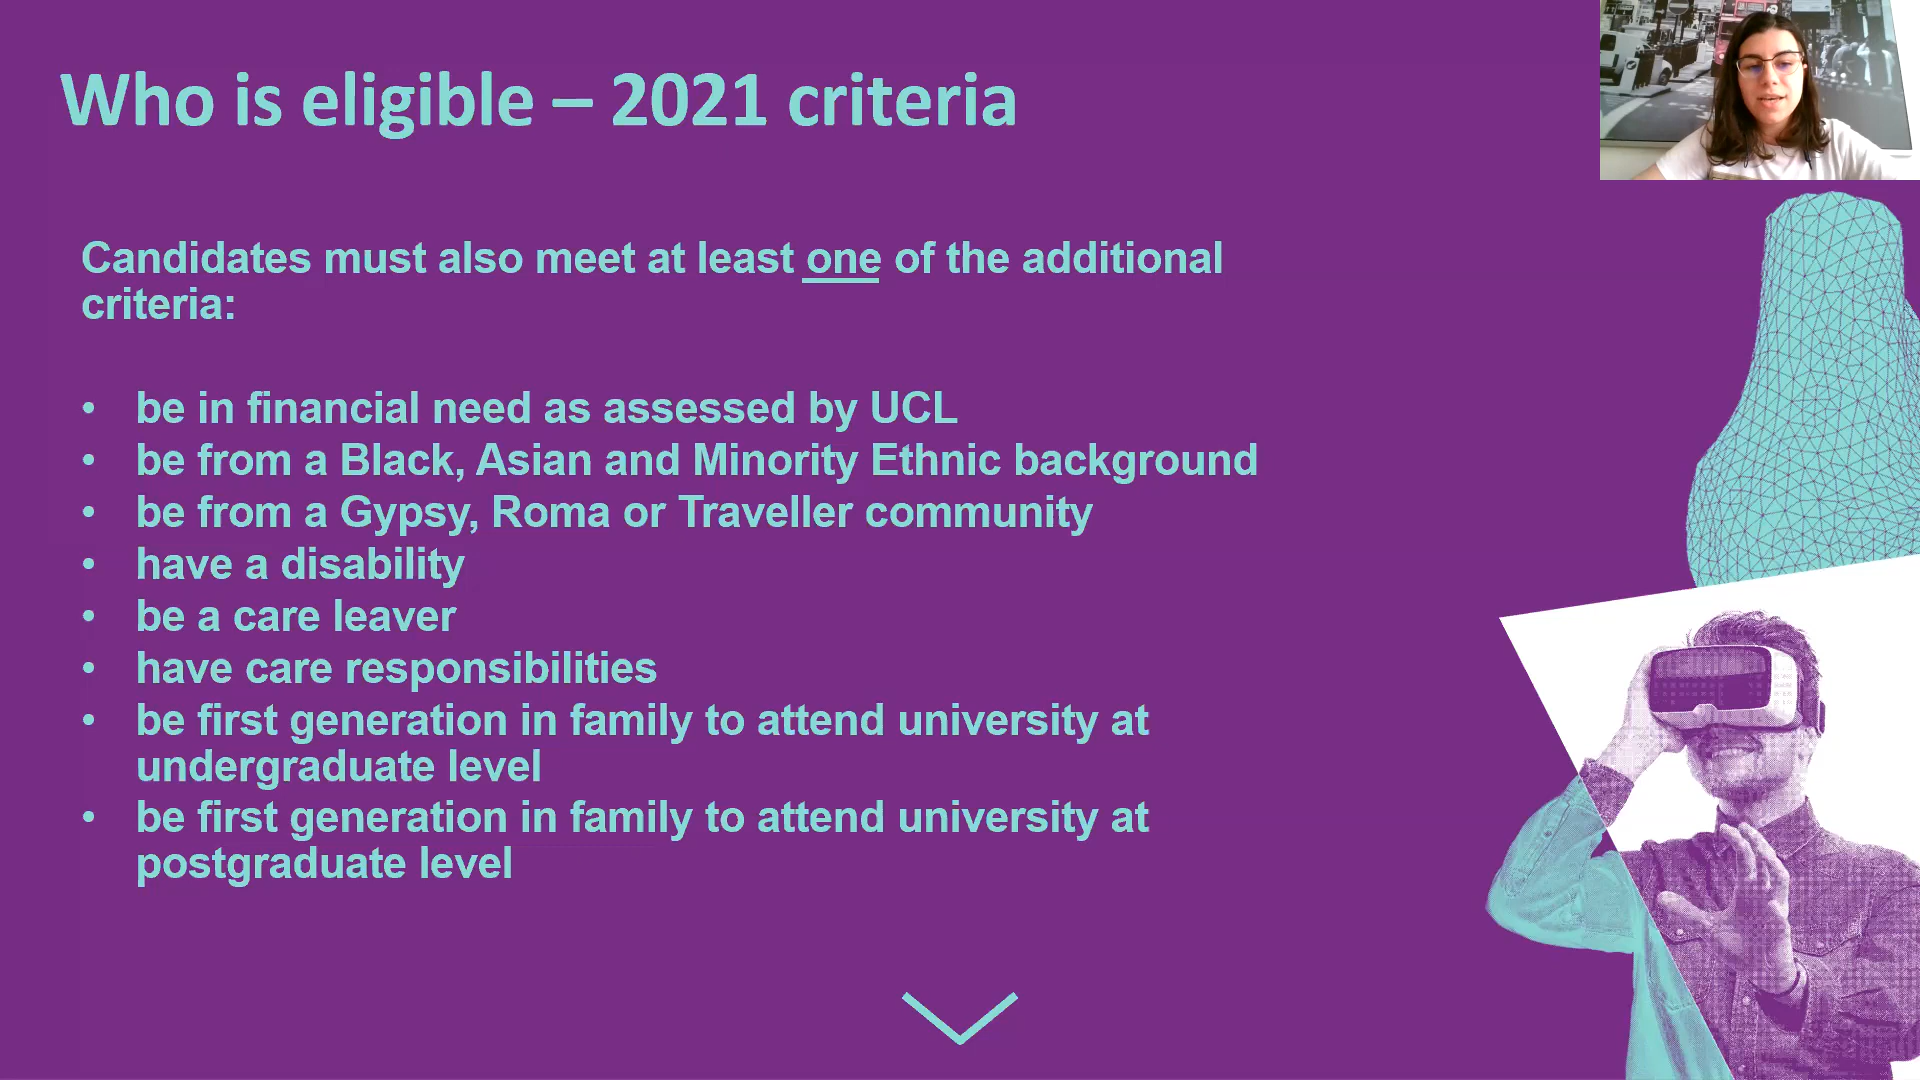 Who is eligible – 2021 criteria
Candidates must also meet at least one of the additional
criteria:
• be in financial need as assessed by UCL
• be from a Black, Asian and Minority Ethnic background
• be from a Gypsy, Roma or Traveller community
• have a disability
• be a care leaver
• have care responsibilities
• be first generation in family to attend university at
undergraduate level
• be first generation in family to attend university at
postgraduate level